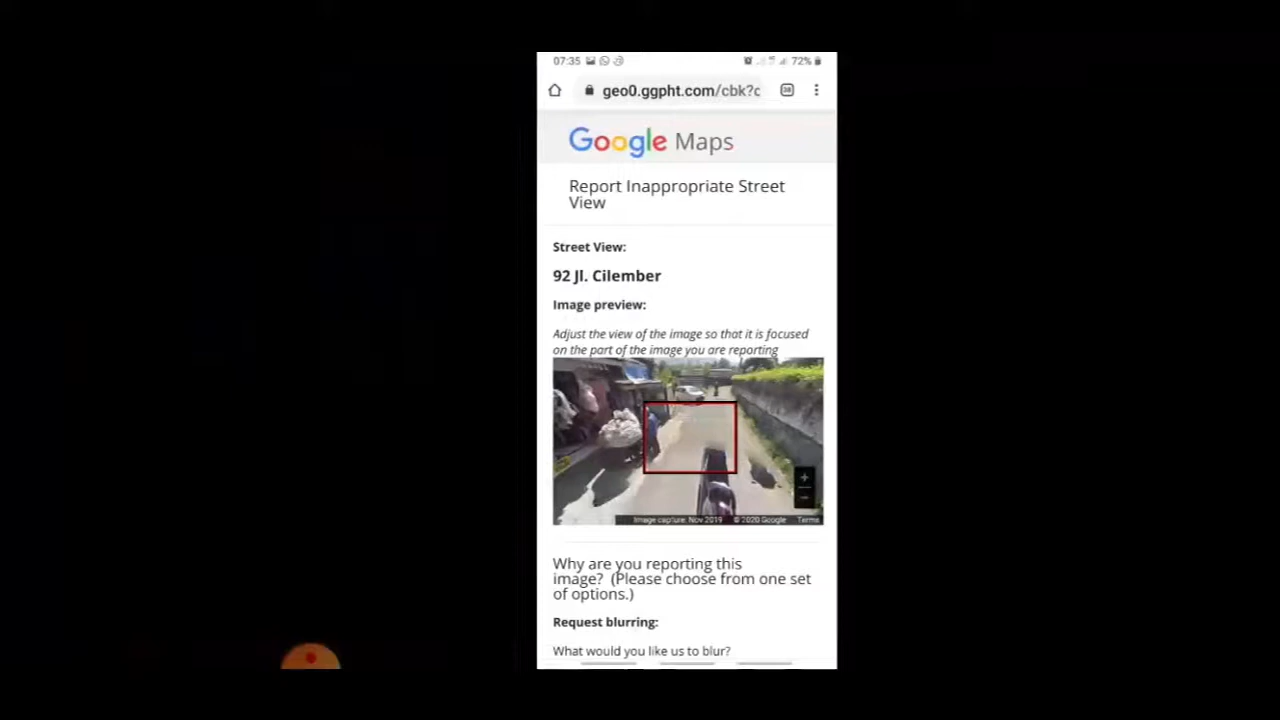 07:35 72%
geo0.ggpht.com/cbk?c 38
Google Maps
Report Inappropriate Street
View
Street View:
92 Jl. Cilember
Image preview:
Adjust the view of the image so that it is focused
on the part of the image you are reporting
Image capture: Nov 2019 © 2020 Google Terms
Why are you reporting this
image? (Please choose from one set
of options.)
Request blurring:
What would you like us to blur?